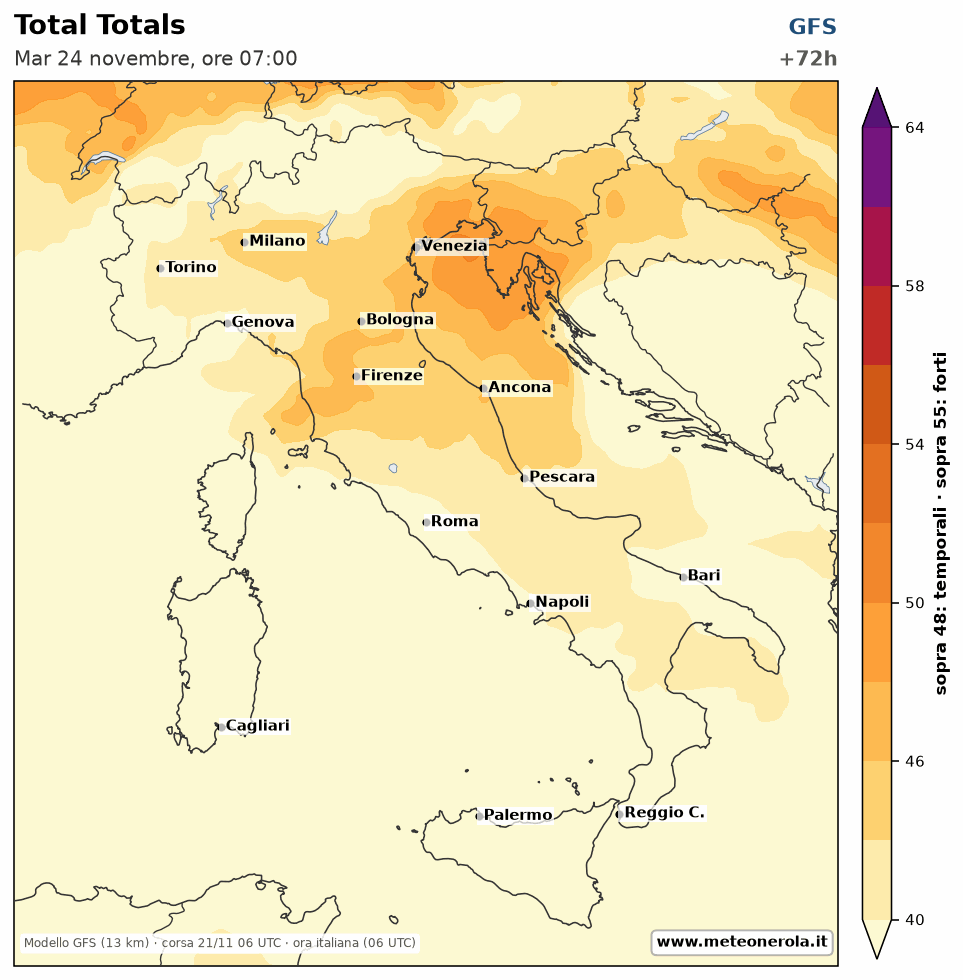 Total Totals
GFS
Mar 24 novembre, ore 07:00
+72h
64
Venezia
Milano
Torino
58
Bologna
Genova
Firenze
Ancona
54
Pescara
Roma
Bari
50
Napoli
Cagliari
46
Palermo
Reggio C.
40
sopra 48: temporali · sopra 55: forti
Modello GFS (13 km) · corsa 21/11 06 UTC · ora italiana (06 UTC)
www.meteonerola.it